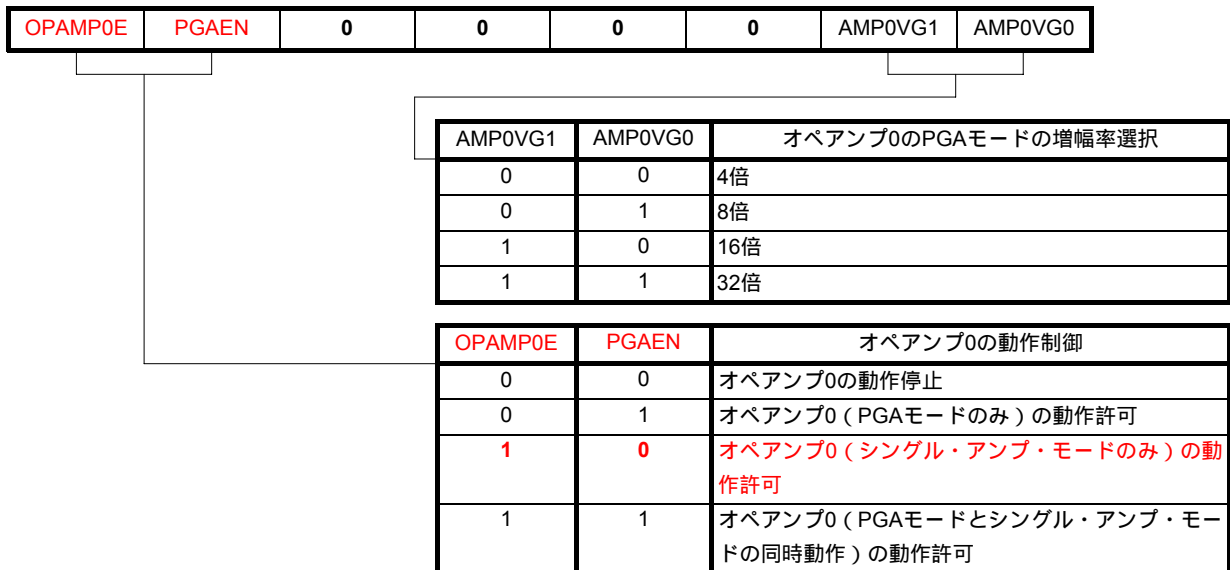 OPAMP0E PGAEN 0 0 0 0 AMP0VG1 AMP0VG0
AMP0VG1 AMP0VG0 オペアンプ0のPGAモードの増幅率選択
0 0 4倍
0 1 8倍
1 0 16倍
1 1 32倍
OPAMP0E PGAEN オペアンプ0の動作制御
0 0 オペアンプ0の動作停止
0 1 オペアンプ0（PGAモードのみ）の動作許可
1 0 オペアンプ0（シングル・アンプ・モードのみ）の動
作許可
1 1 オペアンプ0（PGAモードとシングル・アンプ・モー
ドの同時動作）の動作許可